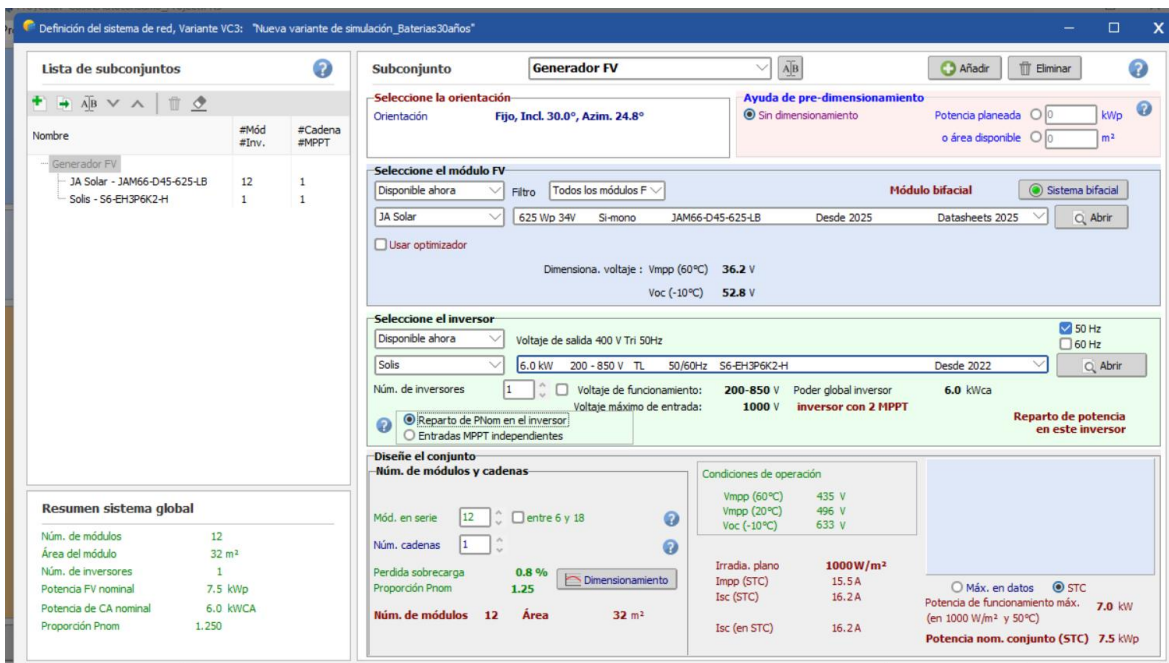 Definición del sistema de red, Variante VC3: "Nueva variante de simulación_Baterias30años"
Lista de subconjuntos
Nombre
#Mód
#Inv.
#Cadena
#MPPT
Generador FV
JA Solar - JAM66-D45-625-LB 12 1
Solis - S6-EH3P6K2-H 1 1
Resumen sistema global
Núm. de módulos 12
Área del módulo 32 m²
Núm. de inversores 1
Potencia FV nominal 7.5 kWp
Potencia de CA nominal 6.0 kWCA
Proporción Pnom 1.250
Subconjunto Generador FV Añadir Eliminar
Seleccione la orientación
Orientación Fijo, Incl. 30.0°, Azim. 24.8°
Ayuda de pre-dimensionamiento
Sin dimensionamiento Potencia planeada 0 kWp
o área disponible 0 m²
Seleccione el módulo FV
Disponible ahora Filtro Todos los módulos F Módulo bifacial Sistema bifacial
JA Solar 625 Wp 34V Si-mono JAM66-D45-625-LB Desde 2025 Datasheets 2025 Abrir
Usar optimizador
Dimensiona. voltaje : Vmpp (60°C) 36.2 V
Voc (-10°C) 52.8 V
Seleccione el inversor
Disponible ahora Voltaje de salida 400 V Tri 50Hz 50 Hz
60 Hz
Solis 6.0 kW 200 - 850 V TL 50/60Hz S6-EH3P6K2-H Desde 2022 Abrir
Núm. de inversores 1 Voltaje de funcionamiento: 200-850 V Poder global inversor 6.0 kWca
Voltaje máximo de entrada: 1000 V inversor con 2 MPPT
Reparto de PNom en el inversor
Entradas MPPT independientes
Reparto de potencia
en este inversor
Diseñe el conjunto
Núm. de módulos y cadenas
Mód. en serie 12 entre 6 y 18
Núm. cadenas 1
Perdida sobrecarga 0.8 %
Proporción Pnom 1.25
Dimensionamiento
Núm. de módulos 12 Área 32 m²
Condiciones de operación
Vmpp (60°C) 435 V
Vmpp (20°C) 496 V
Voc (-10°C) 633 V
Irradia. plano 1000W/m²
Impp (STC) 15.5A
Isc (STC) 16.2A
Isc (en STC) 16.2A
Máx. en datos STC
Potencia de funcionamiento máx. 7.0 kW
(en 1000 W/m² y 50°C)
Potencia nom. conjunto (STC) 7.5 kWp